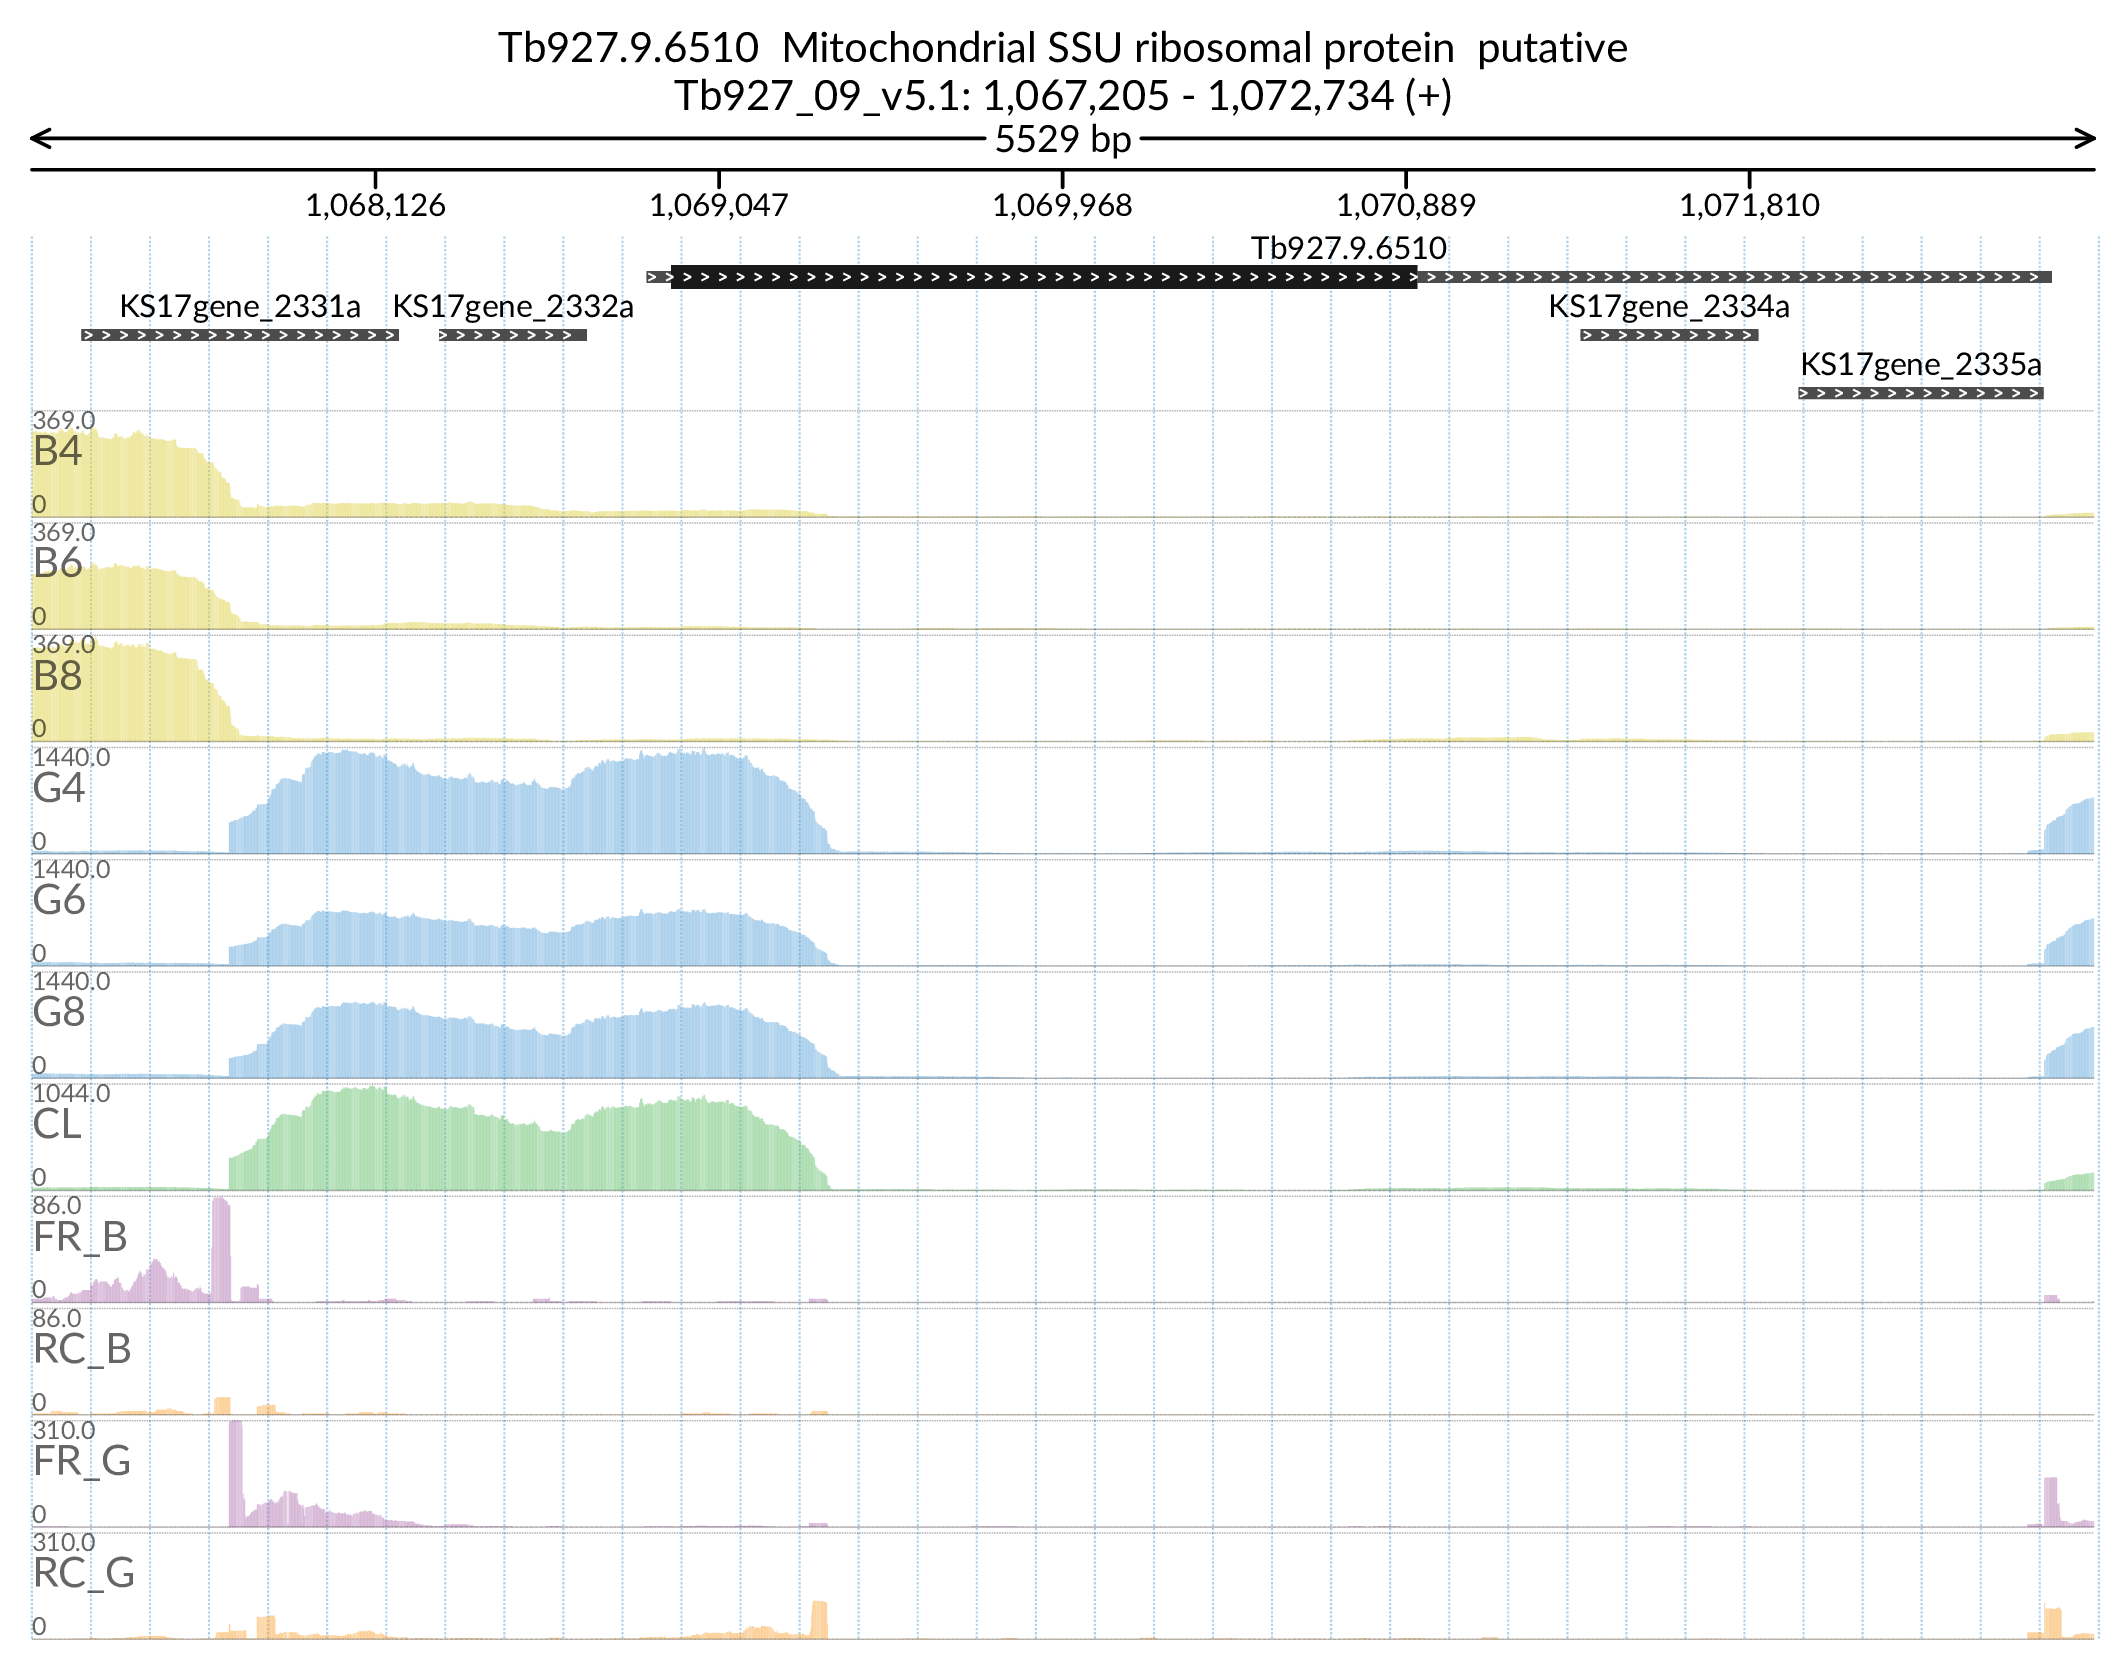 Tb927.9.6510 Mitochondrial SSU ribosomal protein putative
Tb927_09_v5.1: 1,067,205 - 1,072,734 (+)
5529 bp
1,068,126 1,069,047 1,069,968 1,070,889 1,071,810
Tb927.9.6510
KS17gene_2331a KS17gene_2332a KS17gene_2334a
KS17gene_2335a
369.0
B4
0
369.0
B6
0
369.0
B8
0
1440.0
G4
0
1440.0
G6
0
1440.0
G8
0
1044.0
CL
0
86.0
FR_B
0
86.0
RC_B
0
310.0
FR_G
0
310.0
RC_G
0